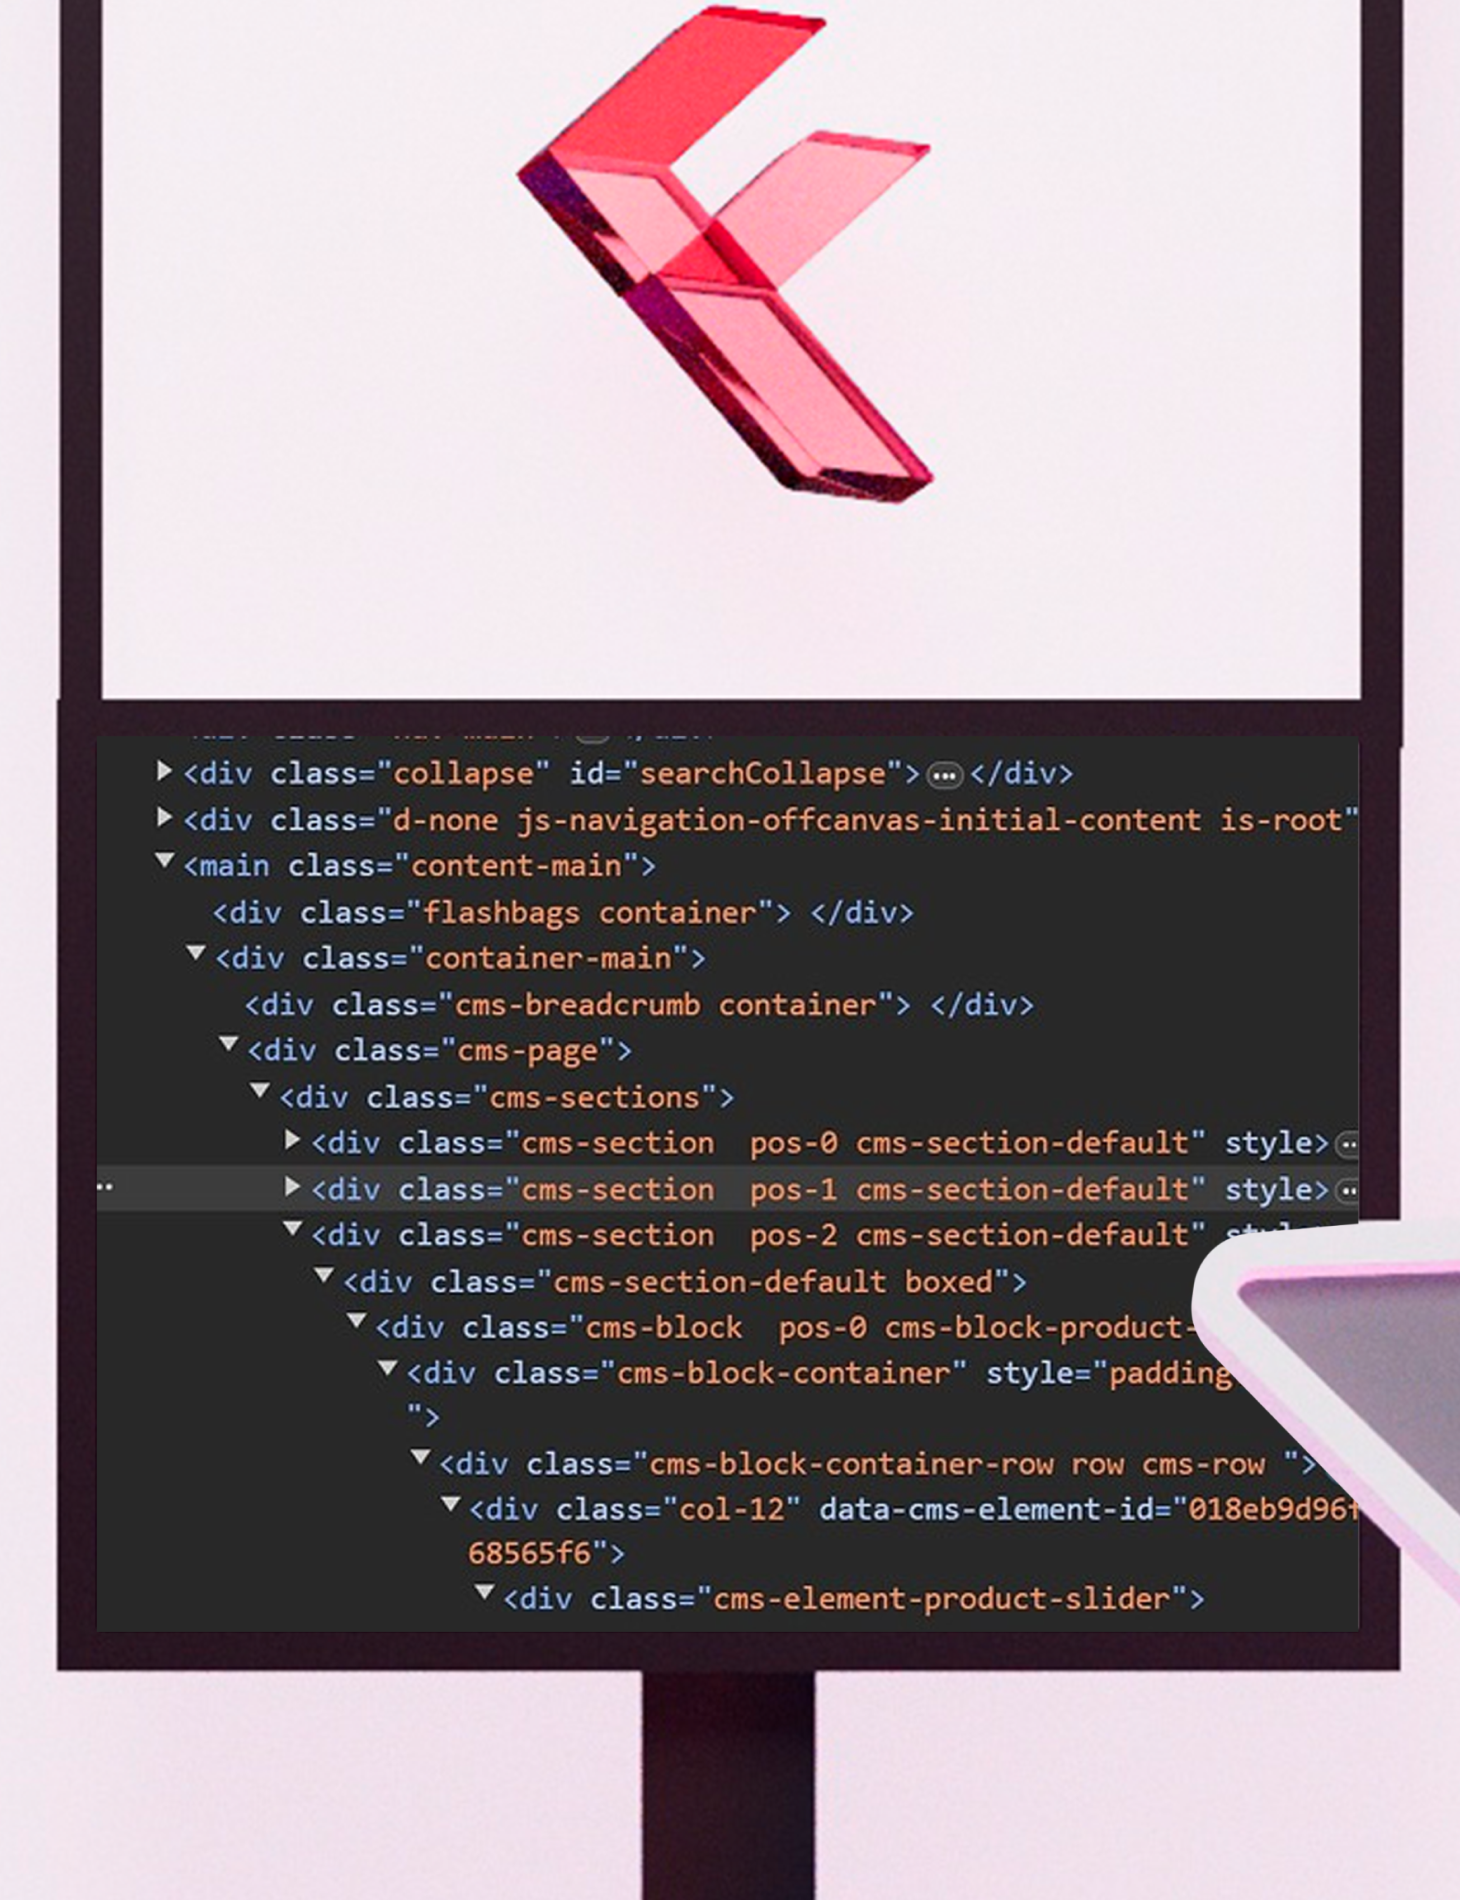 <div class="collapse" id="searchCollapse">…</div>
<div class="d-none js-navigation-offcanvas-initial-content is-root"
<main class="content-main">
<div class="flashbags container"> </div>
<div class="container-main">
<div class="cms-breadcrumb container"> </div>
<div class="cms-page">
<div class="cms-sections">
<div class="cms-section  pos-0 cms-section-default" style>
<div class="cms-section  pos-1 cms-section-default" style>
<div class="cms-section  pos-2 cms-section-default"
<div class="cms-section-default boxed">
<div class="cms-block  pos-0 cms-block-product-
<div class="cms-block-container" style="padding
">
<div class="cms-block-container-row row cms-row ">
<div class="col-12" data-cms-element-id="018eb9d96f
68565f6">
<div class="cms-element-product-slider">